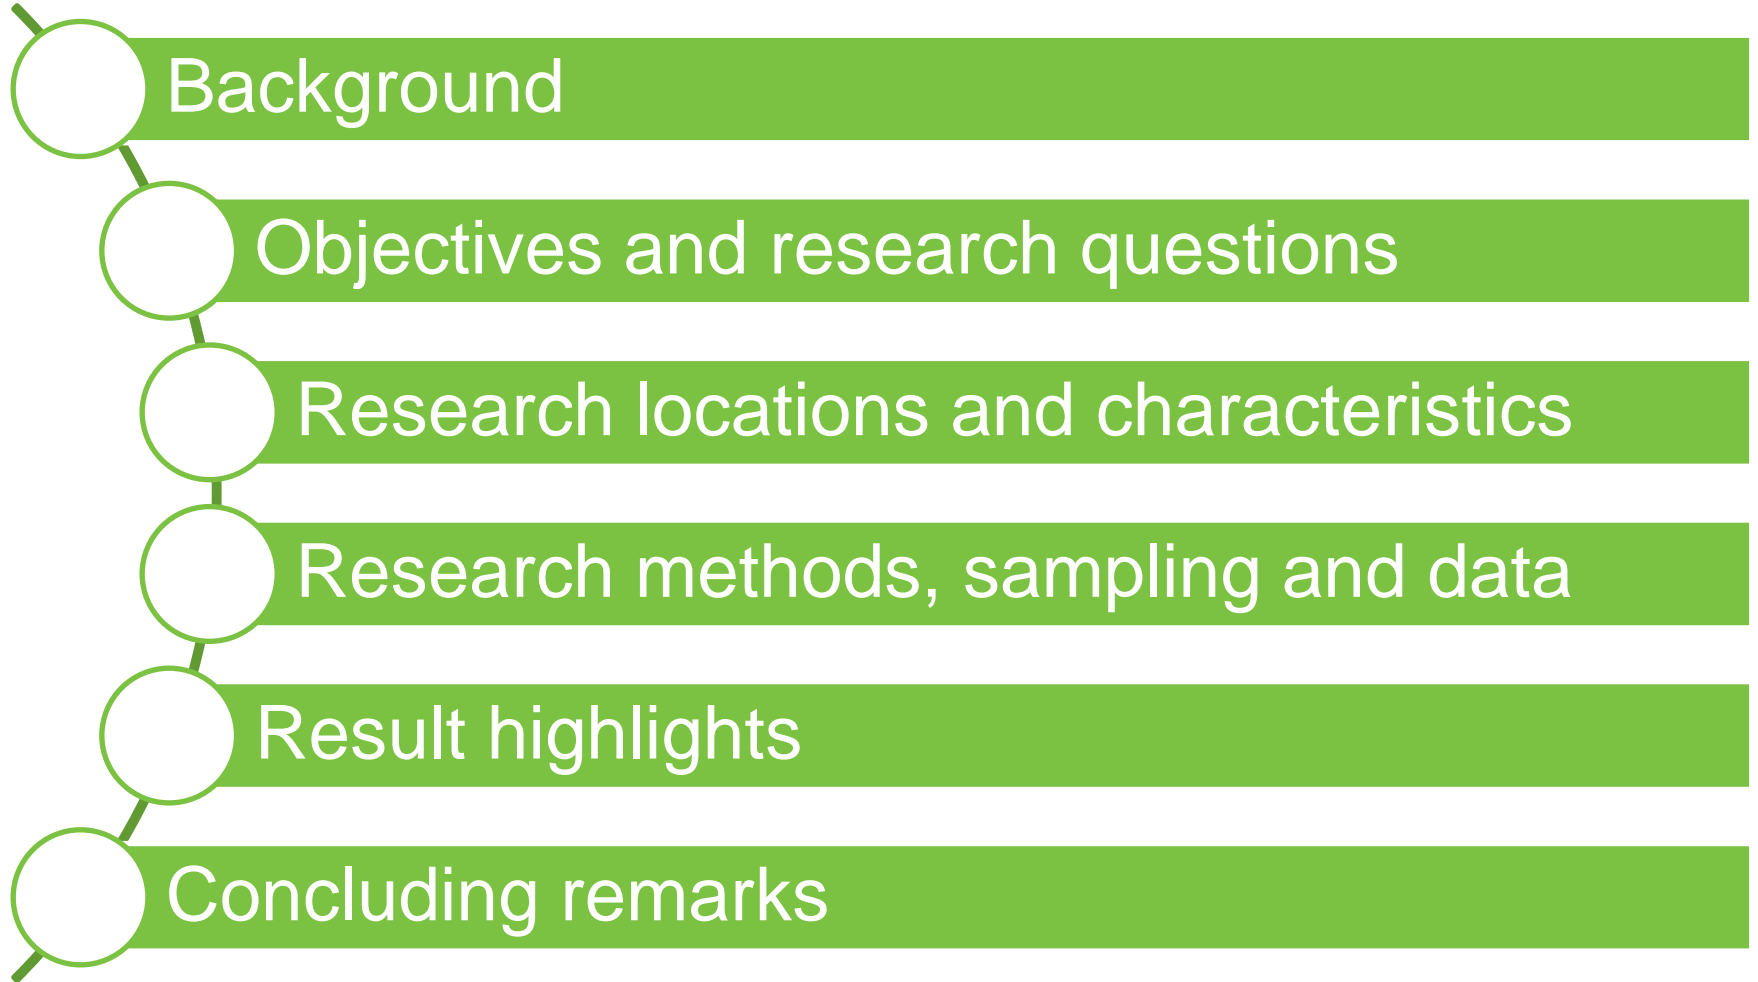 Background
Objectives and research questions
Research locations and characteristics
Research methods, sampling and data
Result highlights
Concluding remarks